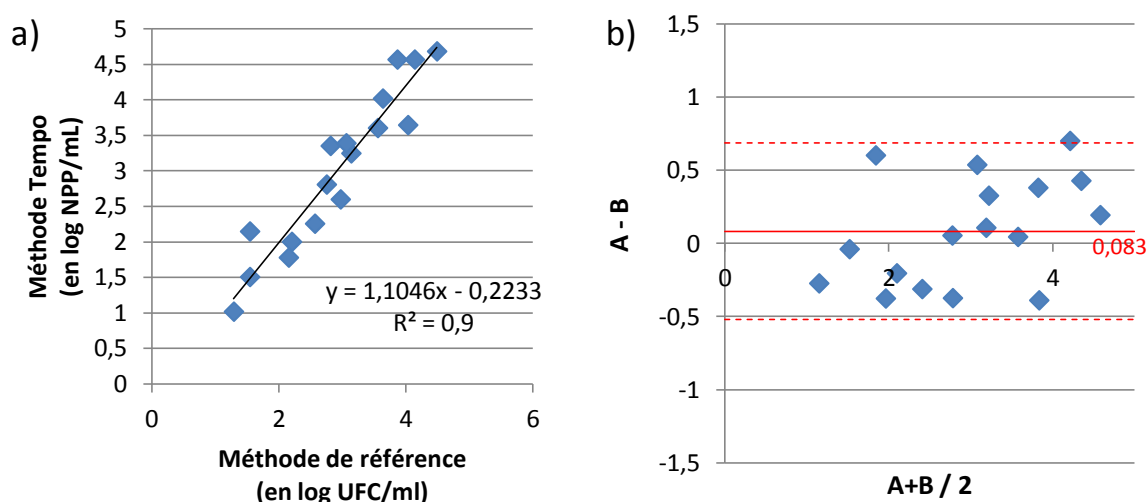 a)
Méthode Tempo
(en log NPP/mL)
5
4,5
4
3,5
3
2,5
2
1,5
1
0,5
0
y = 1,1046x - 0,2233
R² = 0,9
0
2
4
6
Méthode de référence
(en log UFC/ml)
b)
A - B
1,5
1
0,5
0
-0,5
-1
-1,5
0,083
0
2
4
A+B / 2